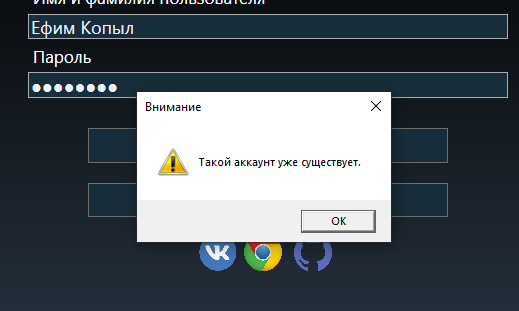 Имя и фамилия пользователя
Ефим Копыл
Пароль
Внимание
Такой аккаунт уже существует.
OK